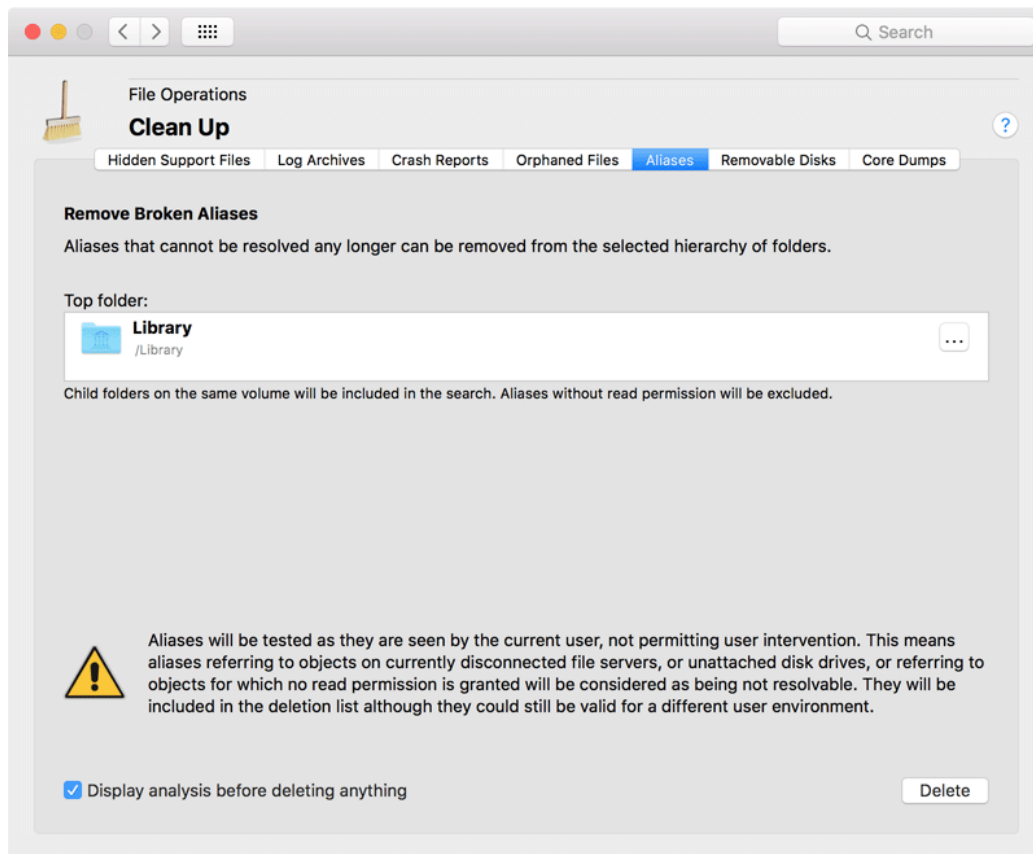 Search
File Operations
Clean Up
?
Hidden Support Files Log Archives Crash Reports Orphaned Files Aliases Removable Disks Core Dumps
Remove Broken Aliases
Aliases that cannot be resolved any longer can be removed from the selected hierarchy of folders.
Top folder:
Library
/Library
...
Child folders on the same volume will be included in the search. Aliases without read permission will be excluded.
Aliases will be tested as they are seen by the current user, not permitting user intervention. This means
aliases referring to objects on currently disconnected file servers, or unattached disk drives, or referring to
objects for which no read permission is granted will be considered as being not resolvable. They will be
included in the deletion list although they could still be valid for a different user environment.
Display analysis before deleting anything
Delete